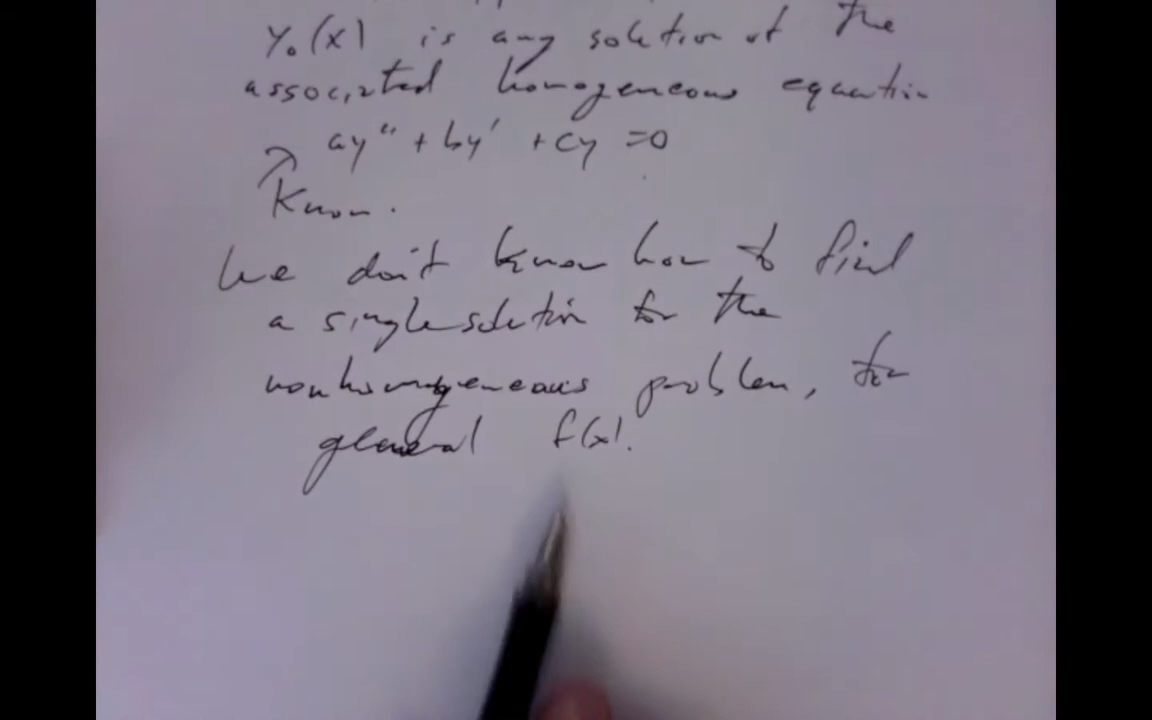 y₀(x) is any solution of the
associated homogeneous equation
ay'' + by' + cy = 0
Know.
We don't know how to find
a single solution for the
nonhomogeneous problem, for
general f(x).